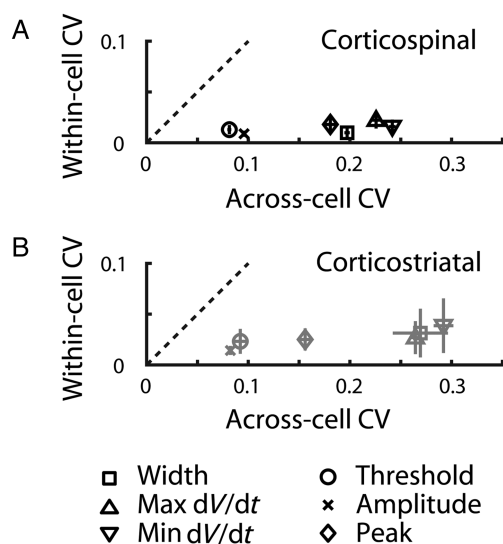 A
Within-cell CV
0.1
0
Corticospinal
0 0.1 0.2 0.3
Across-cell CV
B
Within-cell CV
0.1
0
Corticostriatal
0 0.1 0.2 0.3
Across-cell CV
Width Threshold
Max dV/dt Amplitude
Min dV/dt Peak